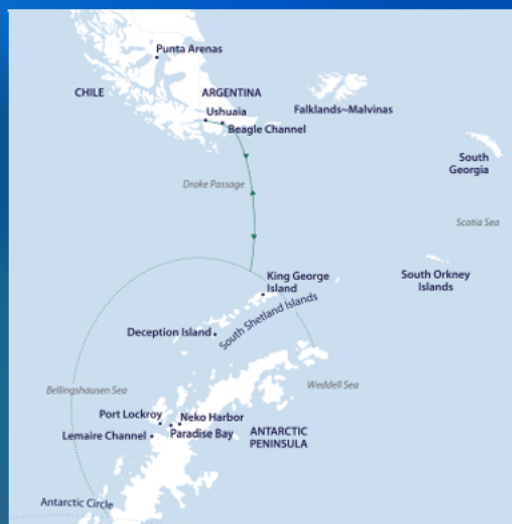 Punta Arenas
CHILE
ARGENTINA
Ushuaia
Beagle Channel
Falklands~Malvinas
South
Georgia
Drake Passage
Scotia Sea
King George
Island
South Orkney
Islands
South Shetland Islands
Deception Island
Bellingshausen Sea
Weddell Sea
Port Lockroy
Neko Harbor
Lemaire Channel
Paradise Bay
ANTARCTIC
PENINSULA
Antarctic Circle